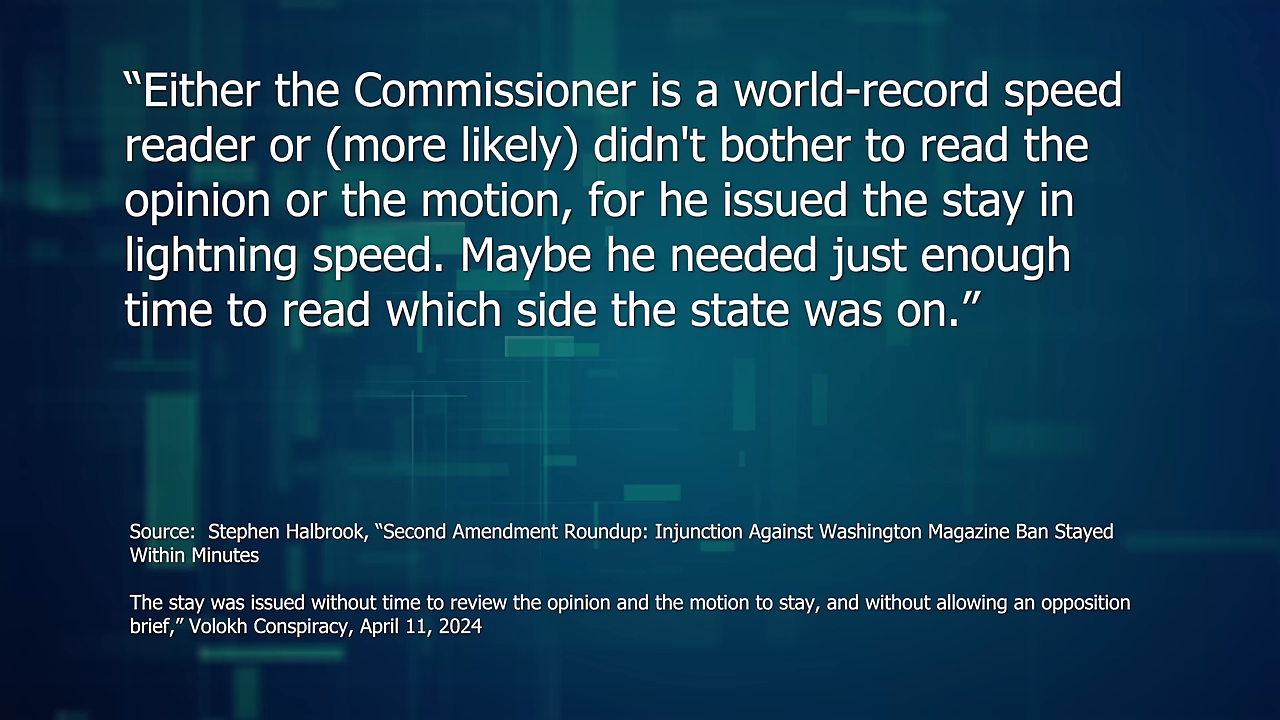 “Either the Commissioner is a world-record speed
reader or (more likely) didn't bother to read the
opinion or the motion, for he issued the stay in
lightning speed. Maybe he needed just enough
time to read which side the state was on.”
Source:  Stephen Halbrook, “Second Amendment Roundup: Injunction Against Washington Magazine Ban Stayed
Within Minutes
The stay was issued without time to review the opinion and the motion to stay, and without allowing an opposition
brief,” Volokh Conspiracy, April 11, 2024